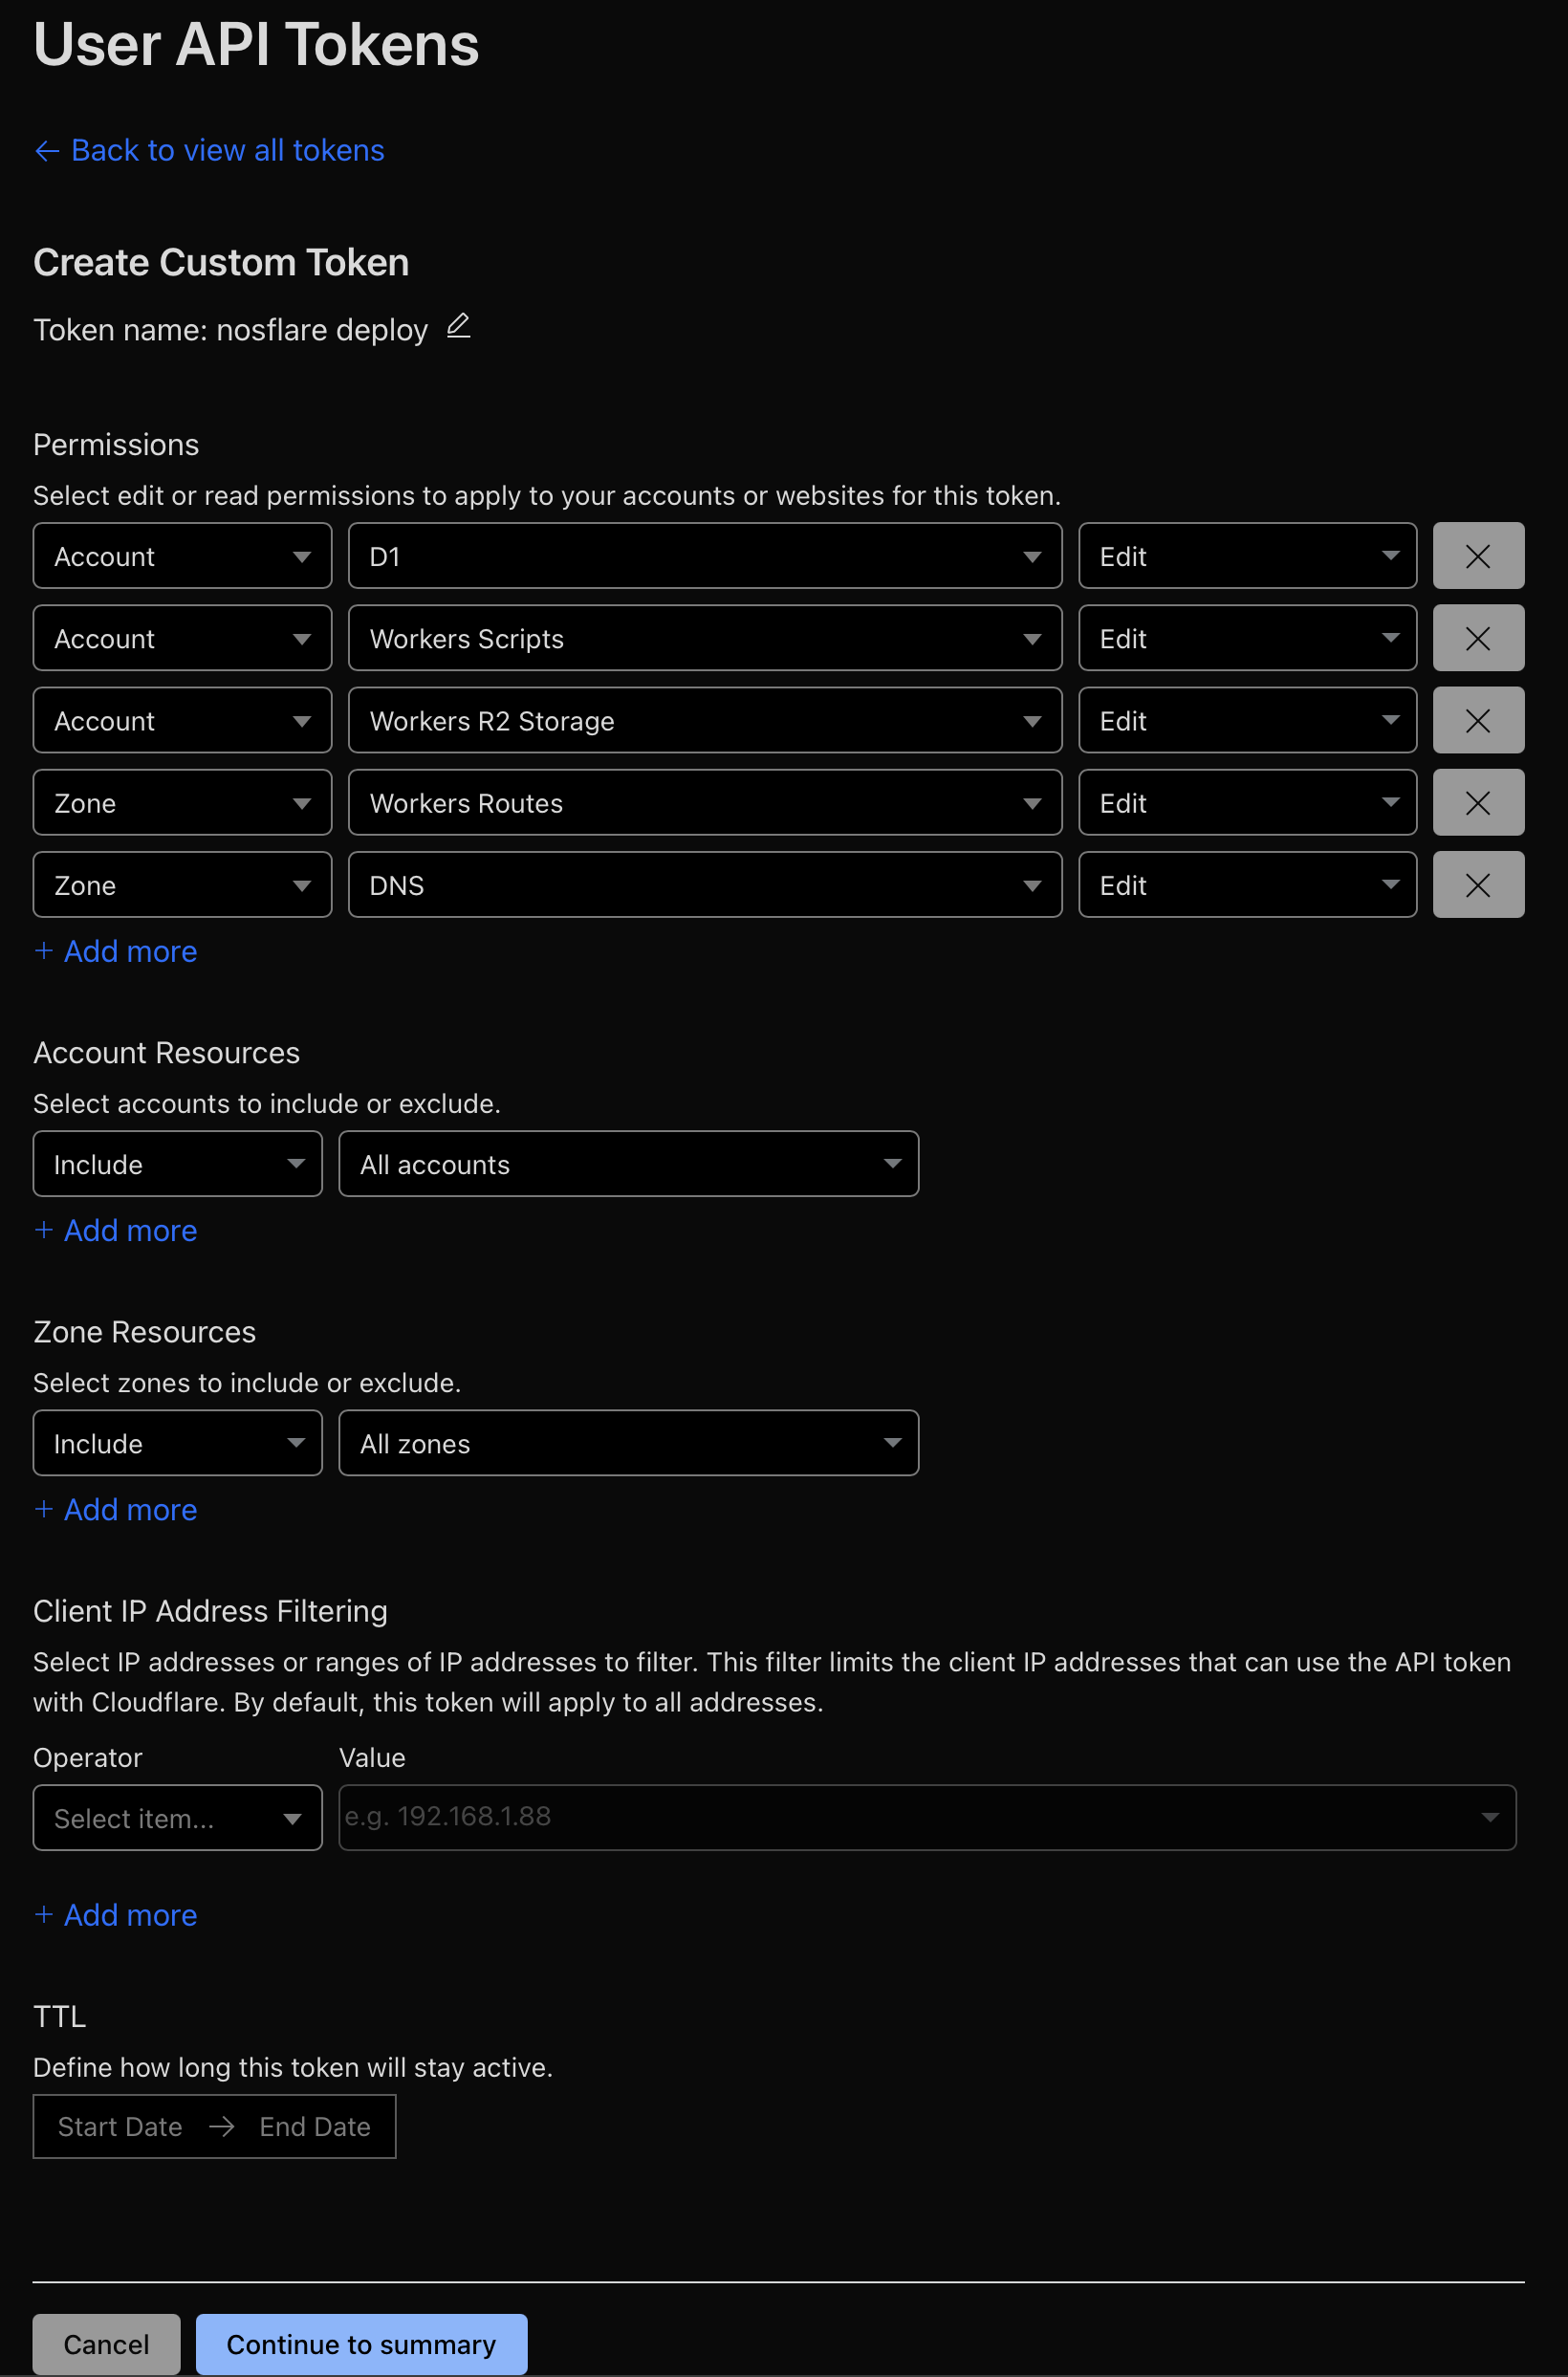 User API Tokens
← Back to view all tokens
Create Custom Token
Token name: nosflare deploy
Permissions
Select edit or read permissions to apply to your accounts or websites for this token.
Account D1 Edit
Account Workers Scripts Edit
Account Workers R2 Storage Edit
Zone Workers Routes Edit
Zone DNS Edit
+ Add more
Account Resources
Select accounts to include or exclude.
Include All accounts
+ Add more
Zone Resources
Select zones to include or exclude.
Include All zones
+ Add more
Client IP Address Filtering
Select IP addresses or ranges of IP addresses to filter. This filter limits the client IP addresses that can use the API token
with Cloudflare. By default, this token will apply to all addresses.
Operator Value
Select item... e.g. 192.168.1.88
+ Add more
TTL
Define how long this token will stay active.
Start Date → End Date
Cancel Continue to summary